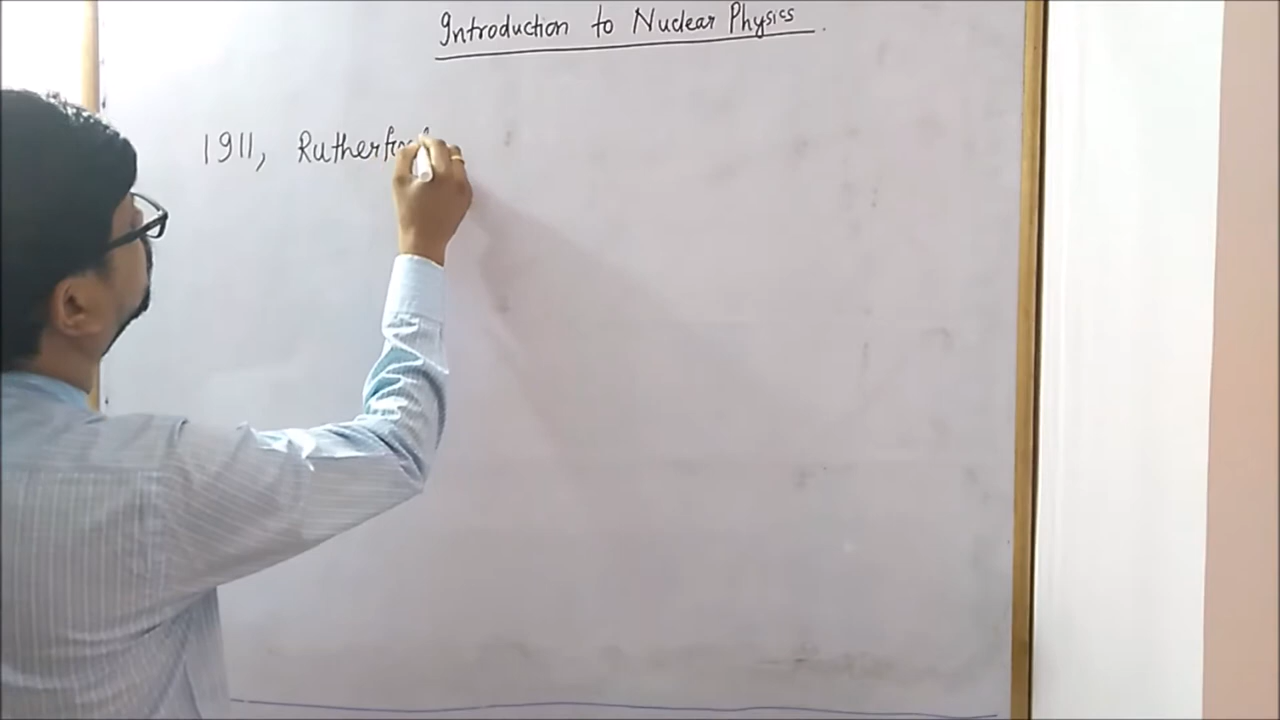 Introduction to Nuclear Physics.
1911, Rutherford